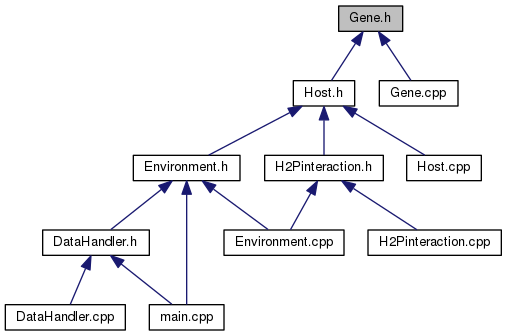 Gene.h
Host.h
Gene.cpp
Environment.h
H2Pinteraction.h
Host.cpp
DataHandler.h
Environment.cpp
H2Pinteraction.cpp
DataHandler.cpp
main.cpp